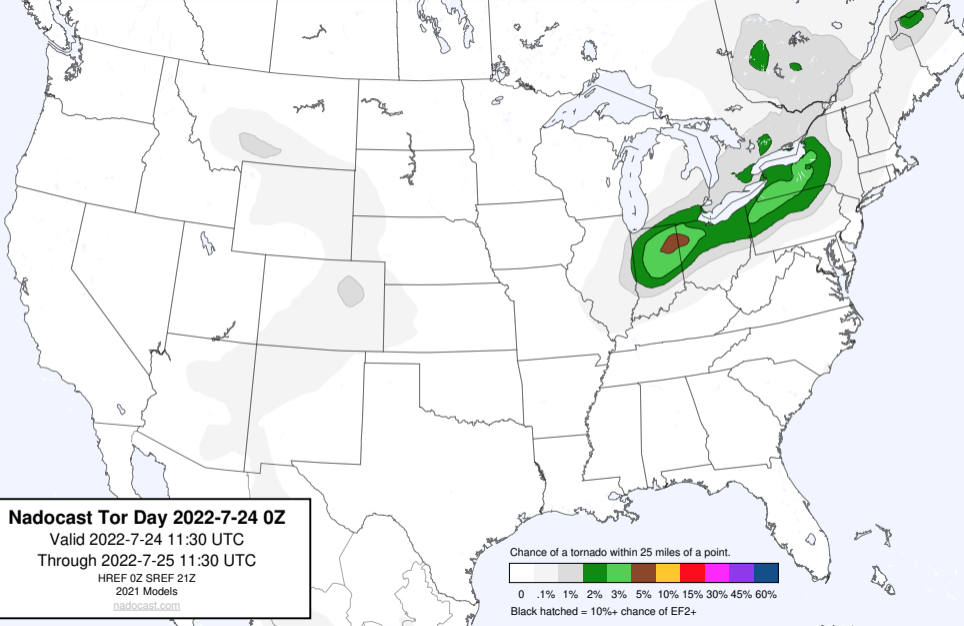 Nadocast Tor Day 2022-7-24 0Z
Valid 2022-7-24 11:30 UTC
Through 2022-7-25 11:30 UTC
HREF 0Z SREF 21Z
2021 Models
nadocast.com
Chance of a tornado within 25 miles of a point.
0 .1% 1% 2% 3% 5% 10% 15% 30% 45% 60%
Black hatched = 10%+ chance of EF2+